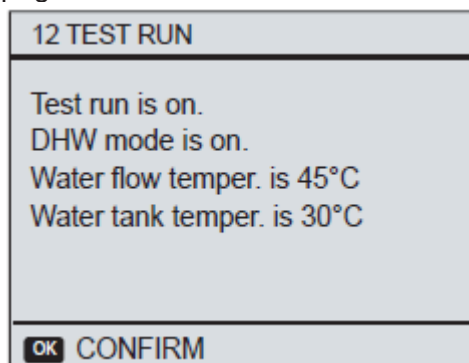 12 TEST RUN
Test run is on.
DHW mode is on.
Water flow temper. is 45°C
Water tank temper. is 30°C
OK CONFIRM